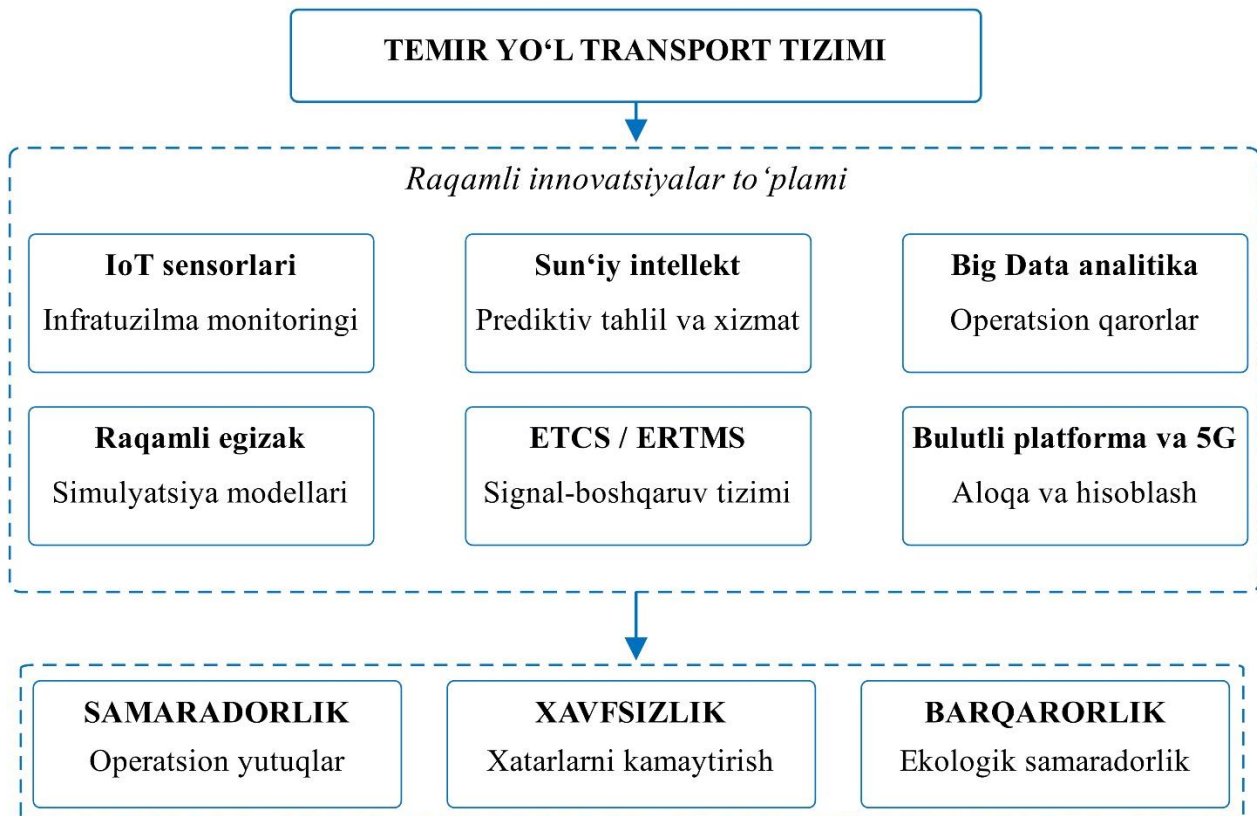 TEMIR YO‘L TRANSPORT TIZIMI
Raqamli innovatsiyalar to‘plami
IoT sensorlari
Infratuzilma monitoringi
Sun‘iy intellekt
Prediktiv tahlil va xizmat
Big Data analitika
Operatsion qarorlar
Raqamli egizak
Simulyatsiya modellari
ETCS / ERTMS
Signal-boshqaruv tizimi
Bulutli platforma va 5G
Aloqa va hisoblash
SAMARADORLIK
Operatsion yutuqlar
XAVFSIZLIK
Xatarlarni kamaytirish
BARQARORLIK
Ekologik samaradorlik